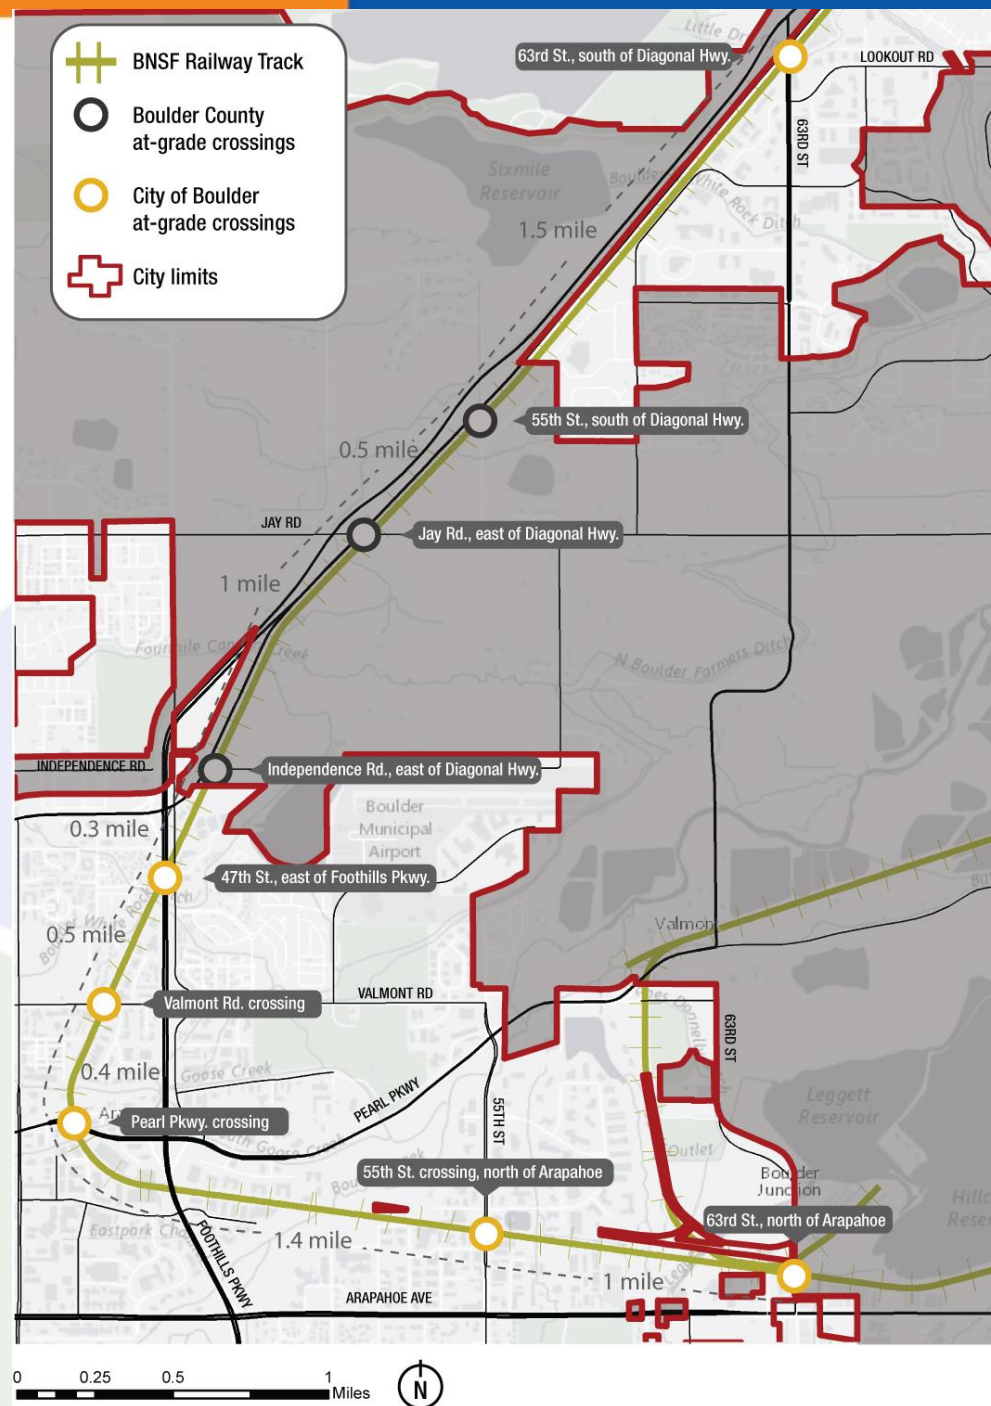 BNSF Railway Track
Boulder County
at-grade crossings
City of Boulder
at-grade crossings
City limits
63rd St., south of Diagonal Hwy.
LOOKOUT RD
63RD ST
Sixmile
Reservoir
1.5 mile
55th St., south of Diagonal Hwy.
0.5 mile
JAY RD
Jay Rd., east of Diagonal Hwy.
1 mile
N Boulder Farmers Ditch
INDEPENDENCE RD
Independence Rd., east of Diagonal Hwy.
0.3 mile
Boulder
Municipal
Airport
47th St., east of Foothills Pkwy.
0.5 mile
Valmont
VALMONT RD
Valmont Rd. crossing
63RD ST
0.4 mile
Goose Creek
PEARL PKWY
55TH ST
Leggett
Reservoir
Pearl Pkwy. crossing
Outlet
55th St. crossing, north of Arapahoe
Boulder
Junction
63rd St., north of Arapahoe
FOOTHILLS PKWY
1.4 mile
1 mile
ARAPAHOE AVE
0 0.25 0.5 1
Miles
N